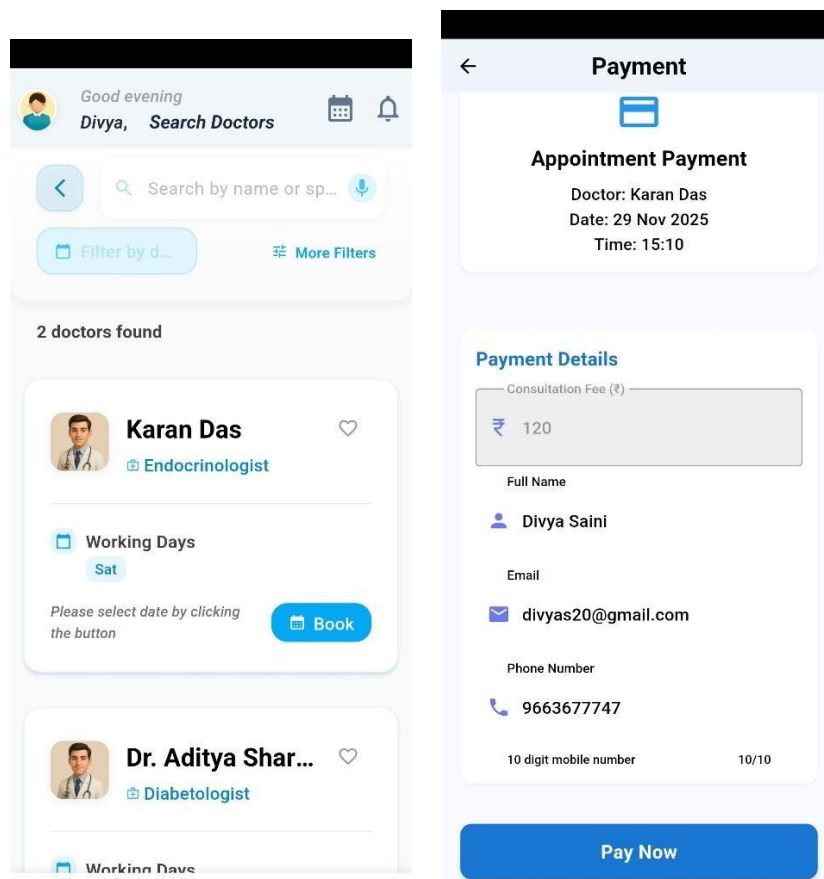 Good evening
Divya, Search Doctors
Search by name or sp...
Filter by d...
More Filters
2 doctors found
Karan Das
Endocrinologist
Working Days
Sat
Please select date by clicking
the button
Book
Dr. Aditya Shar...
Diabetologist
Working Days
Payment
Appointment Payment
Doctor: Karan Das
Date: 29 Nov 2025
Time: 15:10
Payment Details
Consultation Fee (₹)
₹ 120
Full Name
Divya Saini
Email
divyas20@gmail.com
Phone Number
9663677747
10 digit mobile number 10/10
Pay Now